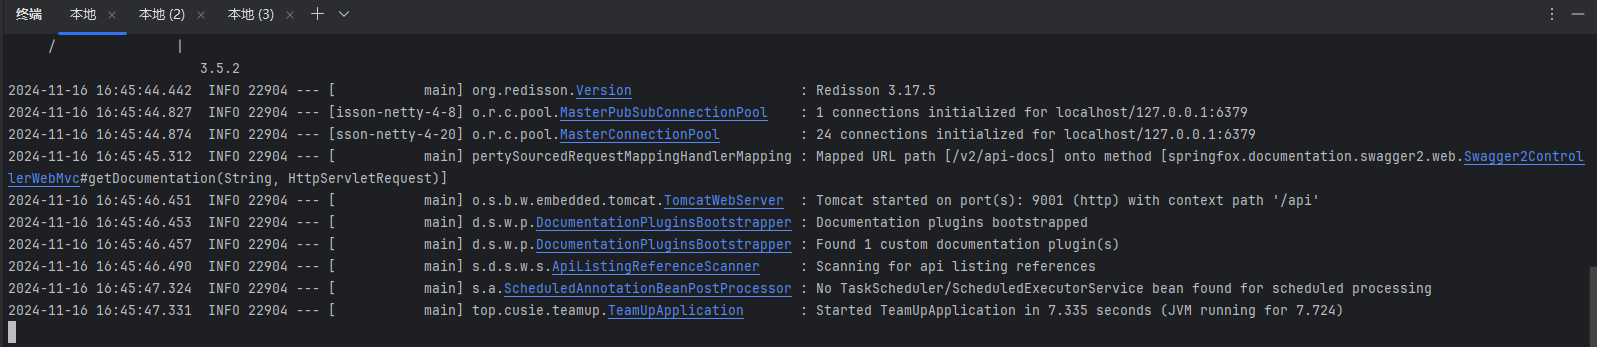 终端 本地 × 本地 (2) × 本地 (3) ×
/ |
3.5.2
2024-11-16 16:45:44.442  INFO 22904 --- [           main] org.redisson.Version                     : Redisson 3.17.5
2024-11-16 16:45:44.827  INFO 22904 --- [isson-netty-4-8] o.r.c.pool.MasterPubSubConnectionPool    : 1 connections initialized for localhost/127.0.0.1:6379
2024-11-16 16:45:44.874  INFO 22904 --- [sson-netty-4-20] o.r.c.pool.MasterConnectionPool          : 24 connections initialized for localhost/127.0.0.1:6379
2024-11-16 16:45:45.312  INFO 22904 --- [           main] pertySourcedRequestMappingHandlerMapping : Mapped URL path [/v2/api-docs] onto method [springfox.documentation.swagger2.web.Swagger2Control
lerWebMvc#getDocumentation(String, HttpServletRequest)]
2024-11-16 16:45:46.451  INFO 22904 --- [           main] o.s.b.w.embedded.tomcat.TomcatWebServer  : Tomcat started on port(s): 9001 (http) with context path '/api'
2024-11-16 16:45:46.453  INFO 22904 --- [           main] d.s.w.p.DocumentationPluginsBootstrapper : Documentation plugins bootstrapped
2024-11-16 16:45:46.457  INFO 22904 --- [           main] d.s.w.p.DocumentationPluginsBootstrapper : Found 1 custom documentation plugin(s)
2024-11-16 16:45:46.490  INFO 22904 --- [           main] s.d.s.w.s.ApiListingReferenceScanner     : Scanning for api listing references
2024-11-16 16:45:47.324  INFO 22904 --- [           main] s.a.ScheduledAnnotationBeanPostProcessor : No TaskScheduler/ScheduledExecutorService bean found for scheduled processing
2024-11-16 16:45:47.331  INFO 22904 --- [           main] top.cusie.teamup.TeamUpApplication       : Started TeamUpApplication in 7.335 seconds (JVM running for 7.724)